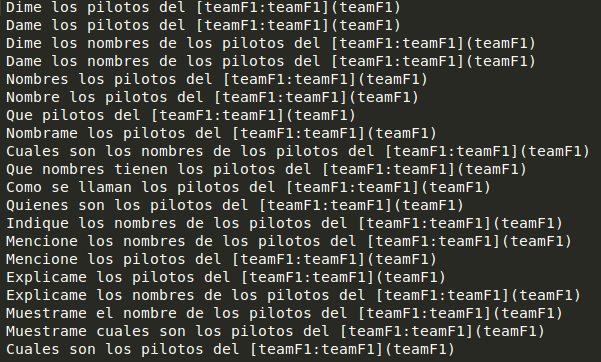 Dime los pilotos del [teamF1:teamF1](teamF1)
Dame los pilotos del [teamF1:teamF1](teamF1)
Dime los nombres de los pilotos del [teamF1:teamF1](teamF1)
Dame los nombres de los pilotos del [teamF1:teamF1](teamF1)
Nombres los pilotos del [teamF1:teamF1](teamF1)
Nombre los pilotos del [teamF1:teamF1](teamF1)
Que pilotos del [teamF1:teamF1](teamF1)
Nombrame los pilotos del [teamF1:teamF1](teamF1)
Cuales son los nombres de los pilotos del [teamF1:teamF1](teamF1)
Que nombres tienen los pilotos del [teamF1:teamF1](teamF1)
Como se llaman los pilotos del [teamF1:teamF1](teamF1)
Quienes son los pilotos del [teamF1:teamF1](teamF1)
Indique los nombres de los pilotos del [teamF1:teamF1](teamF1)
Mencione los nombres de los pilotos del [teamF1:teamF1](teamF1)
Mencione los pilotos del [teamF1:teamF1](teamF1)
Explicame los pilotos del [teamF1:teamF1](teamF1)
Explicame los nombres de los pilotos del [teamF1:teamF1](teamF1)
Muestrame el nombre de los pilotos del [teamF1:teamF1](teamF1)
Muestrame cuales son los pilotos del [teamF1:teamF1](teamF1)
Cuales son los pilotos del [teamF1:teamF1](teamF1)